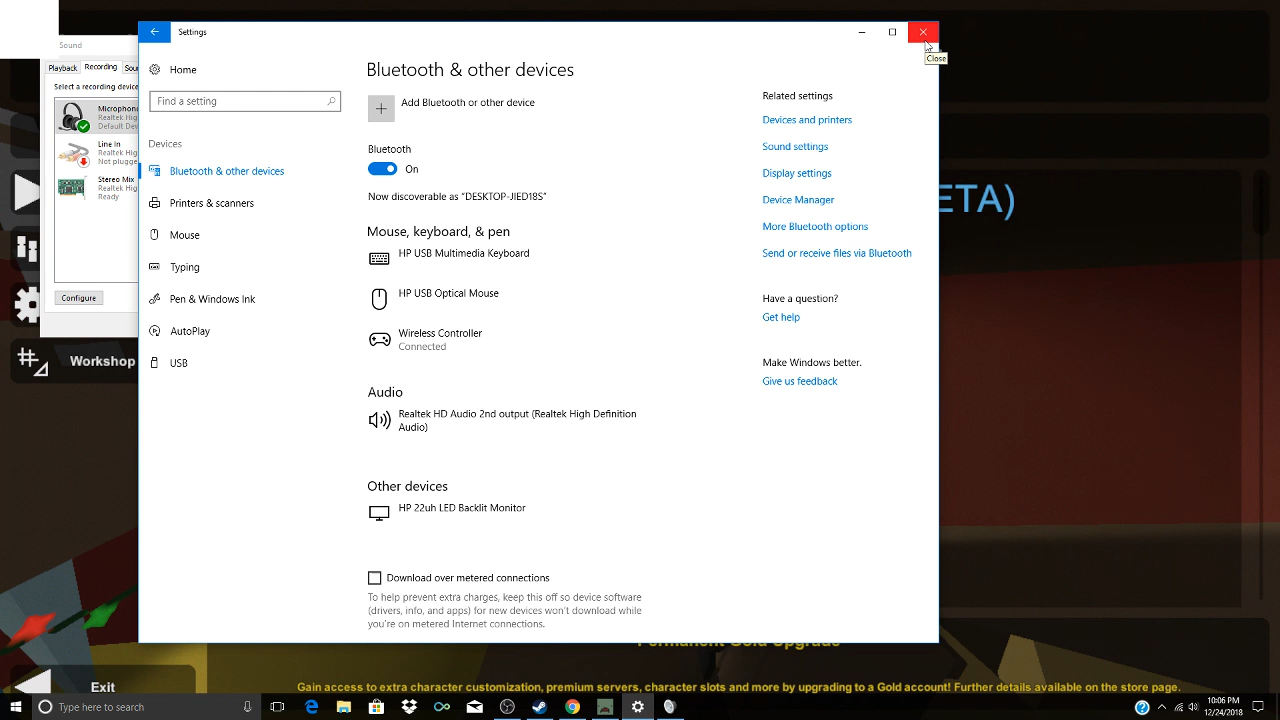 Sound
Playback
Recording
Select a recording device
Microphone
Realtek Hig
Default Dev
Line In
Realtek Hig
Not plugge
Stereo Mix
Realtek Hig
Ready
Configure
Workshop
Exit
Settings
Close
Home
Find a setting
Devices
Bluetooth & other devices
Printers & scanners
Mouse
Typing
Pen & Windows Ink
AutoPlay
USB
Bluetooth & other devices
Add Bluetooth or other device
Bluetooth
On
Now discoverable as “DESKTOP-JIED18S”
Mouse, keyboard, & pen
HP USB Multimedia Keyboard
HP USB Optical Mouse
Wireless Controller
Connected
Audio
Realtek HD Audio 2nd output (Realtek High Definition
Audio)
Other devices
HP 22uh LED Backlit Monitor
Download over metered connections
To help prevent extra charges, keep this off so device software
(drivers, info, and apps) for new devices won't download while
you're on metered Internet connections.
Related settings
Devices and printers
Sound settings
Display settings
Device Manager
More Bluetooth options
Send or receive files via Bluetooth
Have a question?
Get help
Make Windows better.
Give us feedback
ETA)
Permanent Gold Upgrade
Gain access to extra character customization, premium servers, character slots and more by upgrading to a Gold account! Further details available on the store page.
Type here to search
10:06 PM
12/24/2018